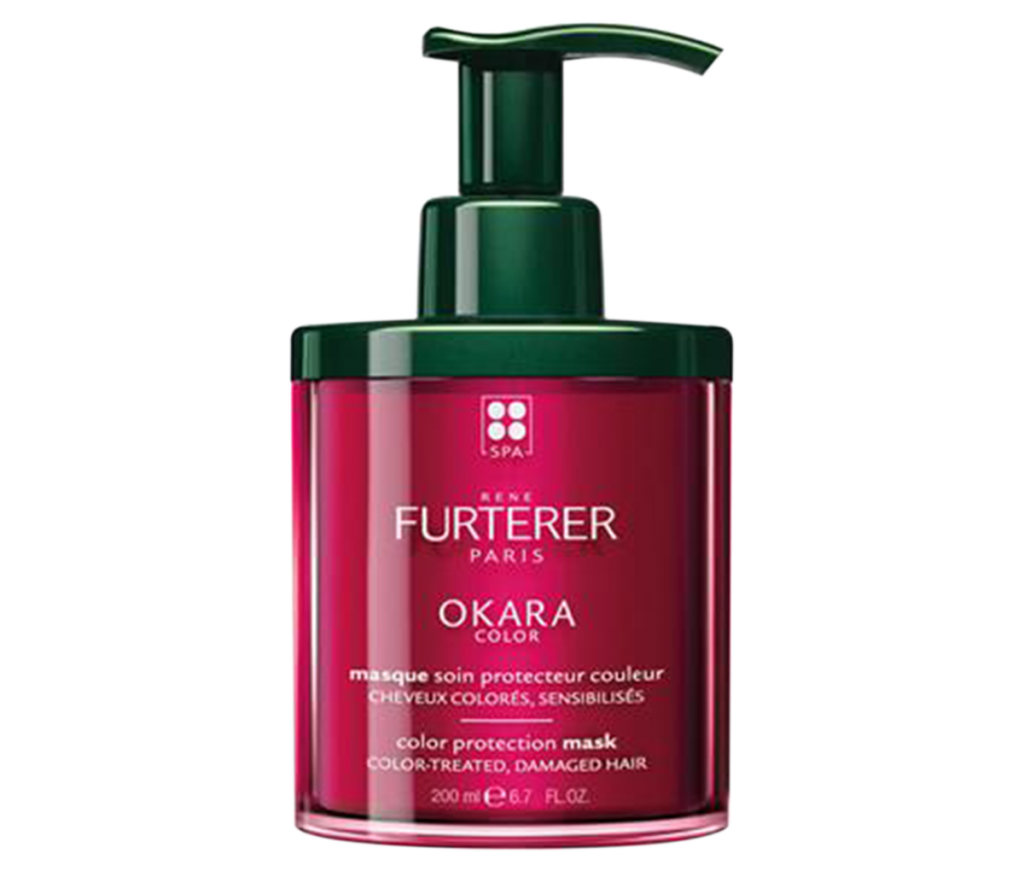 SPA
RENE
FURTERER
PARIS
OKARA
COLOR
masque soin protecteur couleur
CHEVEUX COLORÉS, SENSIBILISÉS
color protection mask
COLOR-TREATED, DAMAGED HAIR
200 ml ℮ 6.7 FL.OZ.